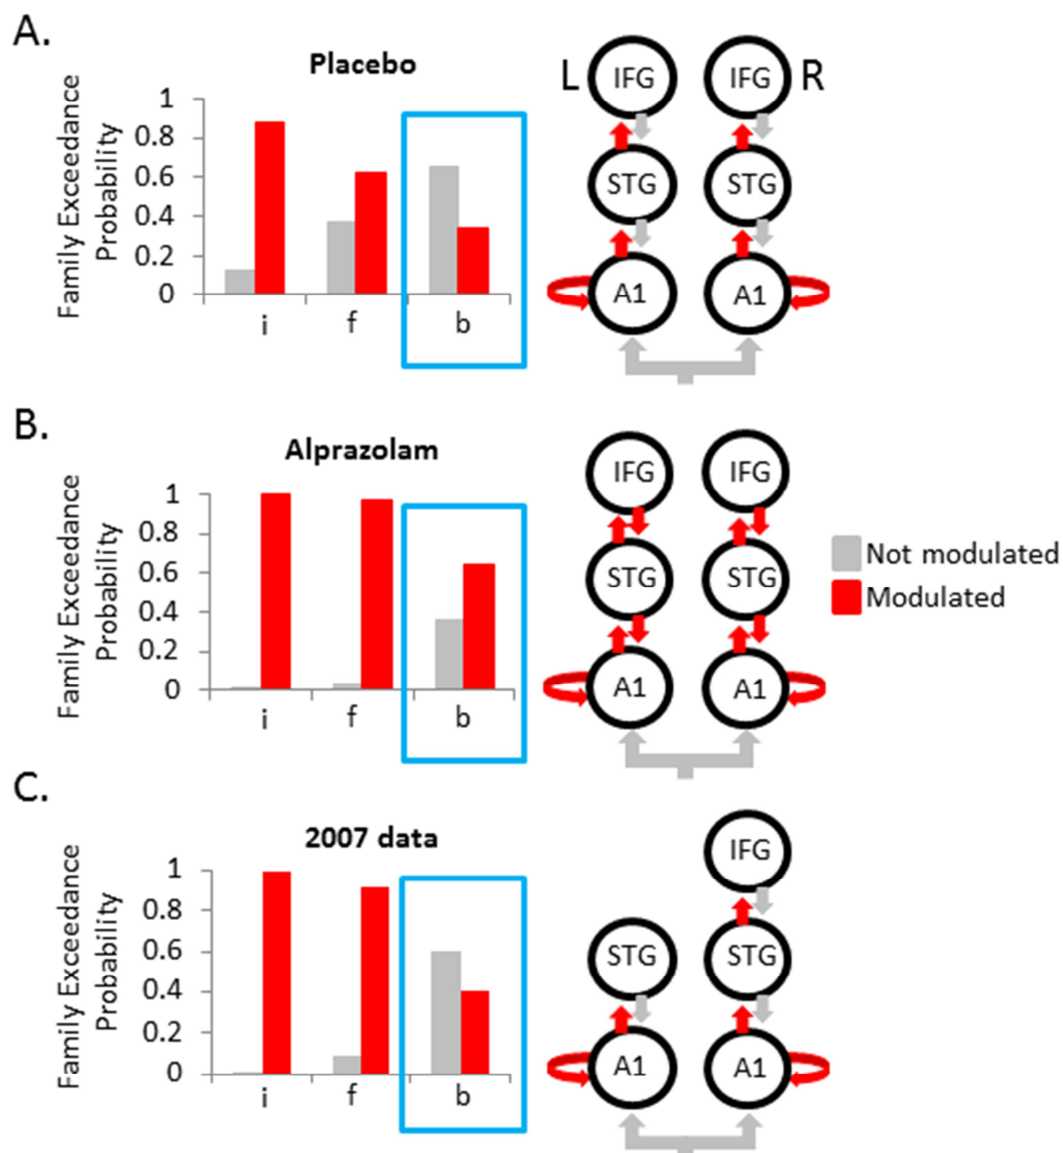 A.
Placebo
Family Exceedance
Probability
1
0.8
0.6
0.4
0.2
0
i f b
L IFG IFG R
STG STG
A1 A1
B.
Alprazolam
Family Exceedance
Probability
1
0.8
0.6
0.4
0.2
0
i f b
IFG IFG
STG STG
A1 A1
Not modulated
Modulated
C.
2007 data
Family Exceedance
Probability
1
0.8
0.6
0.4
0.2
0
i f b
IFG
STG STG
A1 A1